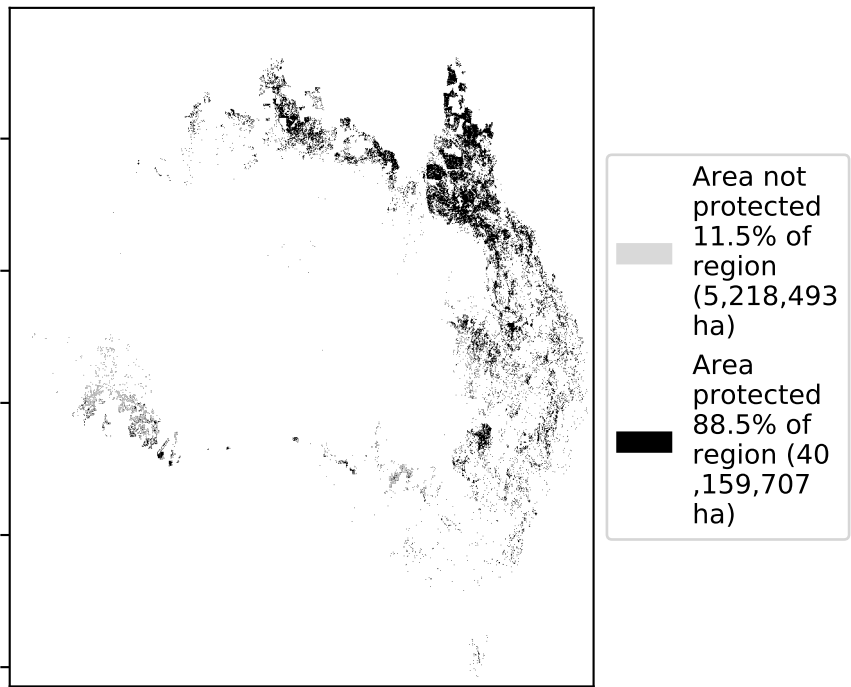 Area not
protected
11.5% of
region
(5,218,493
ha)
Area
protected
88.5% of
region (40
,159,707
ha)